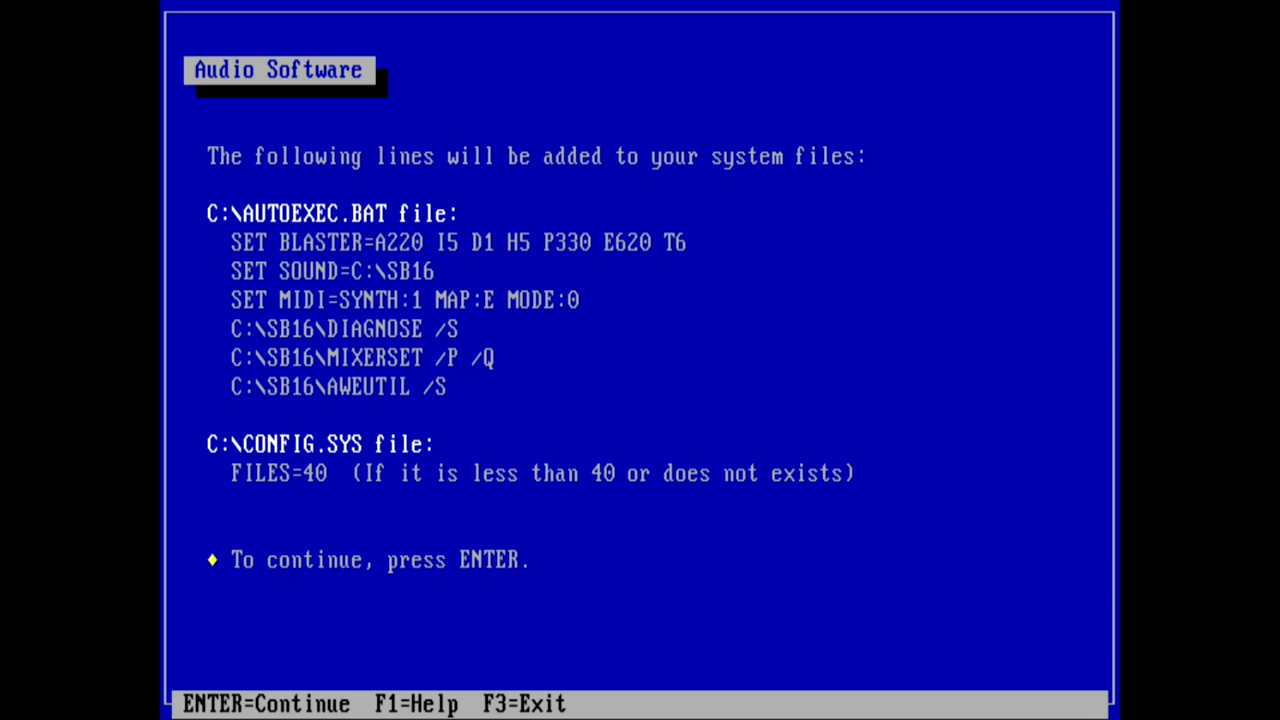 Audio Software
The following lines will be added to your system files:
C:\AUTOEXEC.BAT file:
SET BLASTER=A220 I5 D1 H5 P330 E620 T6
SET SOUND=C:\SB16
SET MIDI=SYNTH:1 MAP:E MODE:0
C:\SB16\DIAGNOSE /S
C:\SB16\MIXERSET /P /Q
C:\SB16\AWEUTIL /S
C:\CONFIG.SYS file:
FILES=40  (If it is less than 40 or does not exists)
♦ To continue, press ENTER.
ENTER=Continue  F1=Help  F3=Exit